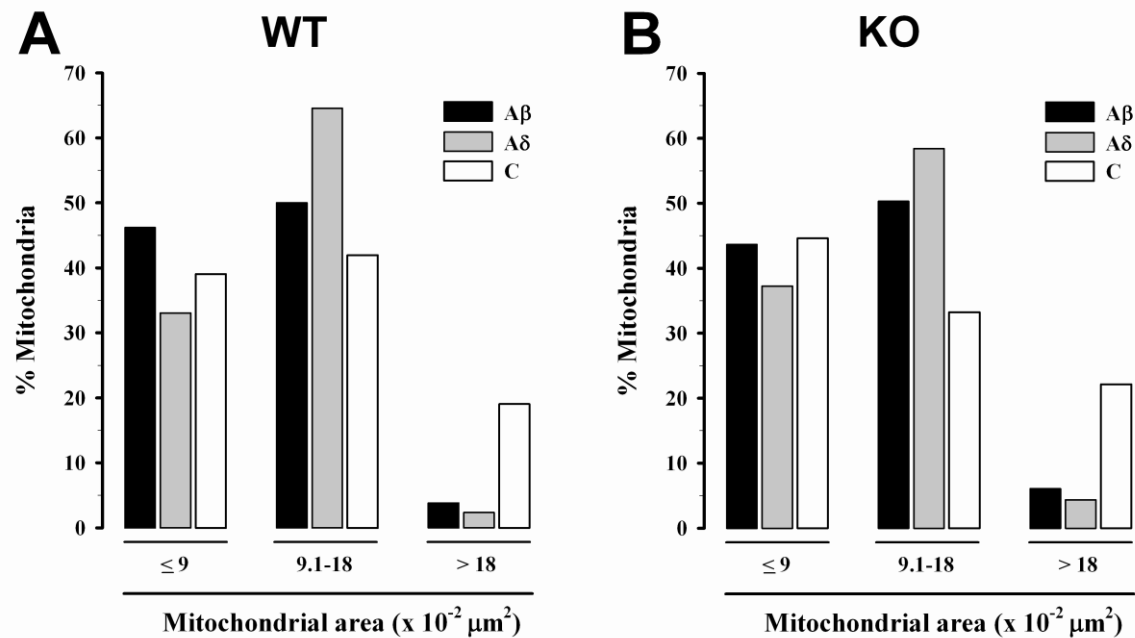 A WT
70
60
50
40
30
20
10
0
% Mitochondria
Aβ
Aδ
C
≤ 9 9.1-18 > 18
Mitochondrial area (x 10⁻² µm²)
B KO
70
60
50
40
30
20
10
0
% Mitochondria
Aβ
Aδ
C
≤ 9 9.1-18 > 18
Mitochondrial area (x 10⁻² µm²)